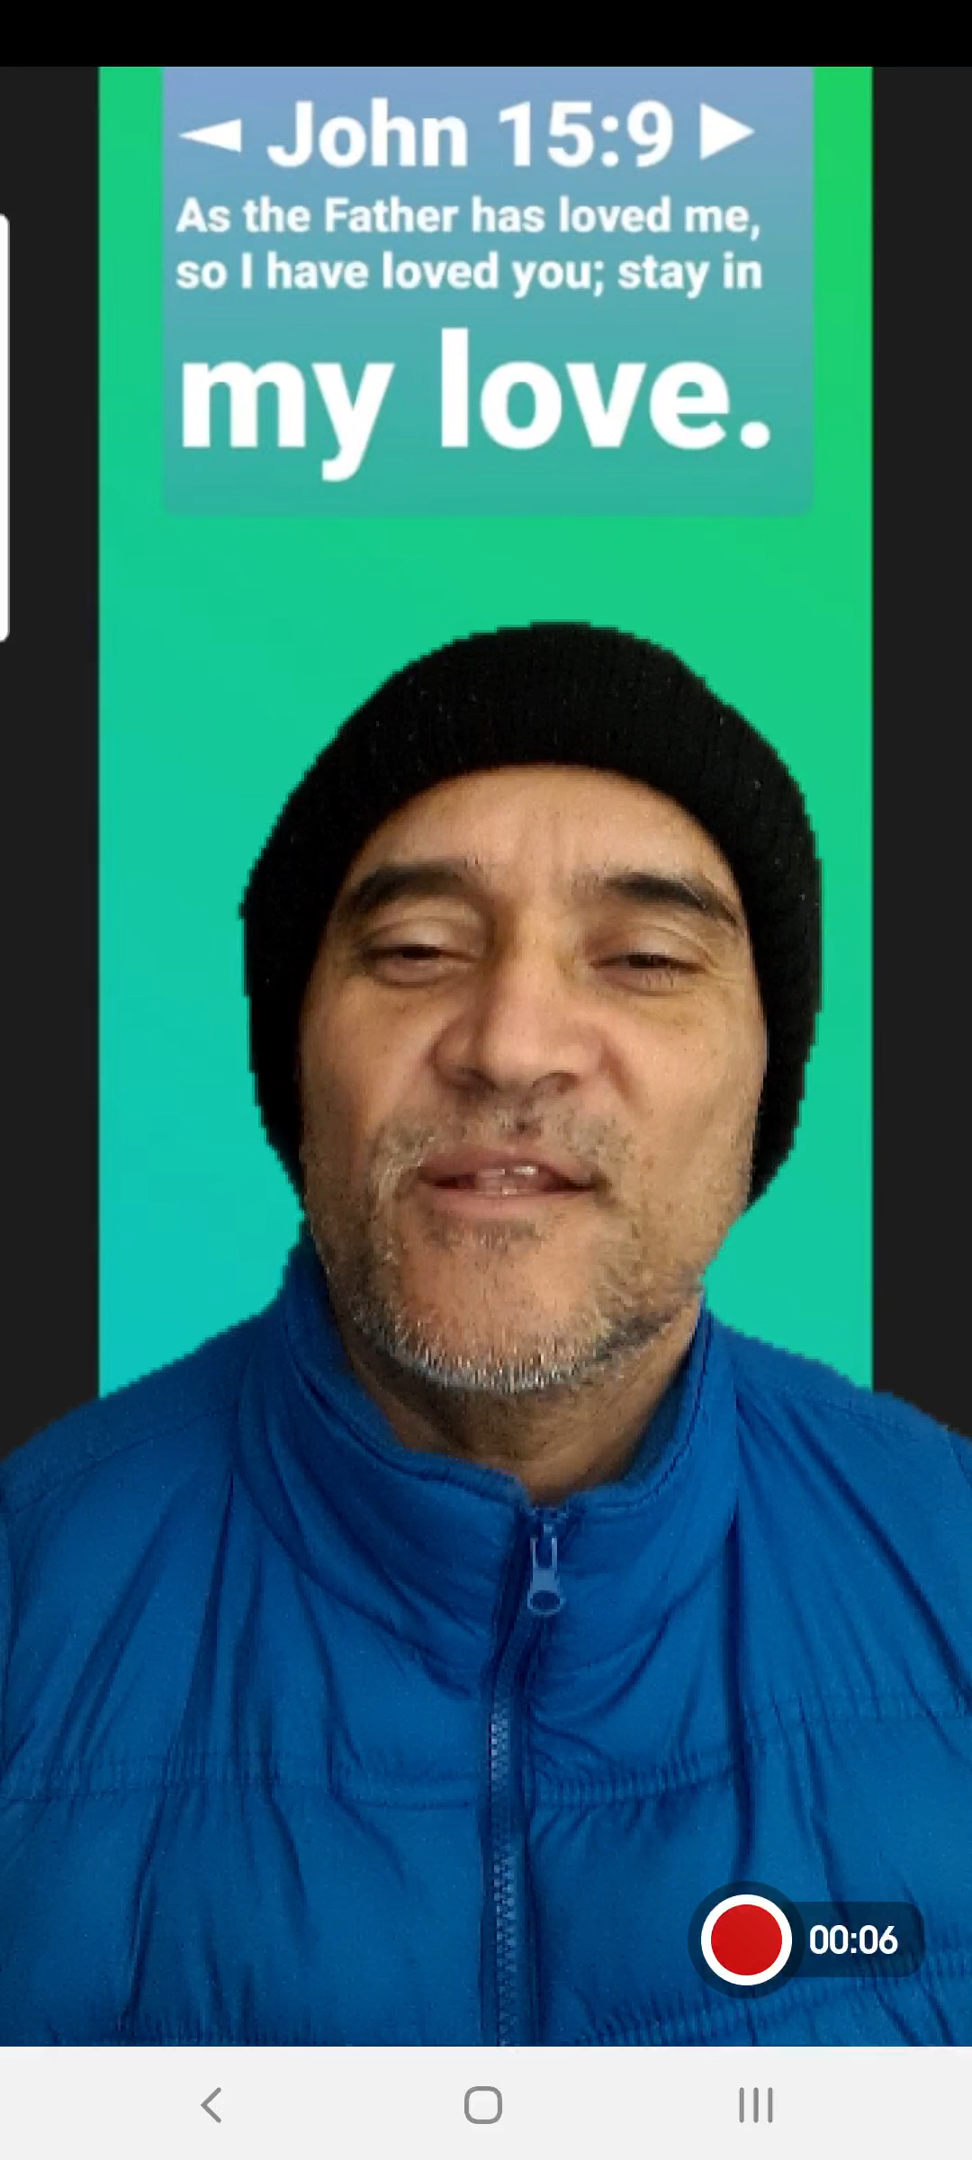 ◄ John 15:9 ►
As the Father has loved me,
so I have loved you; stay in
my love.
00:06